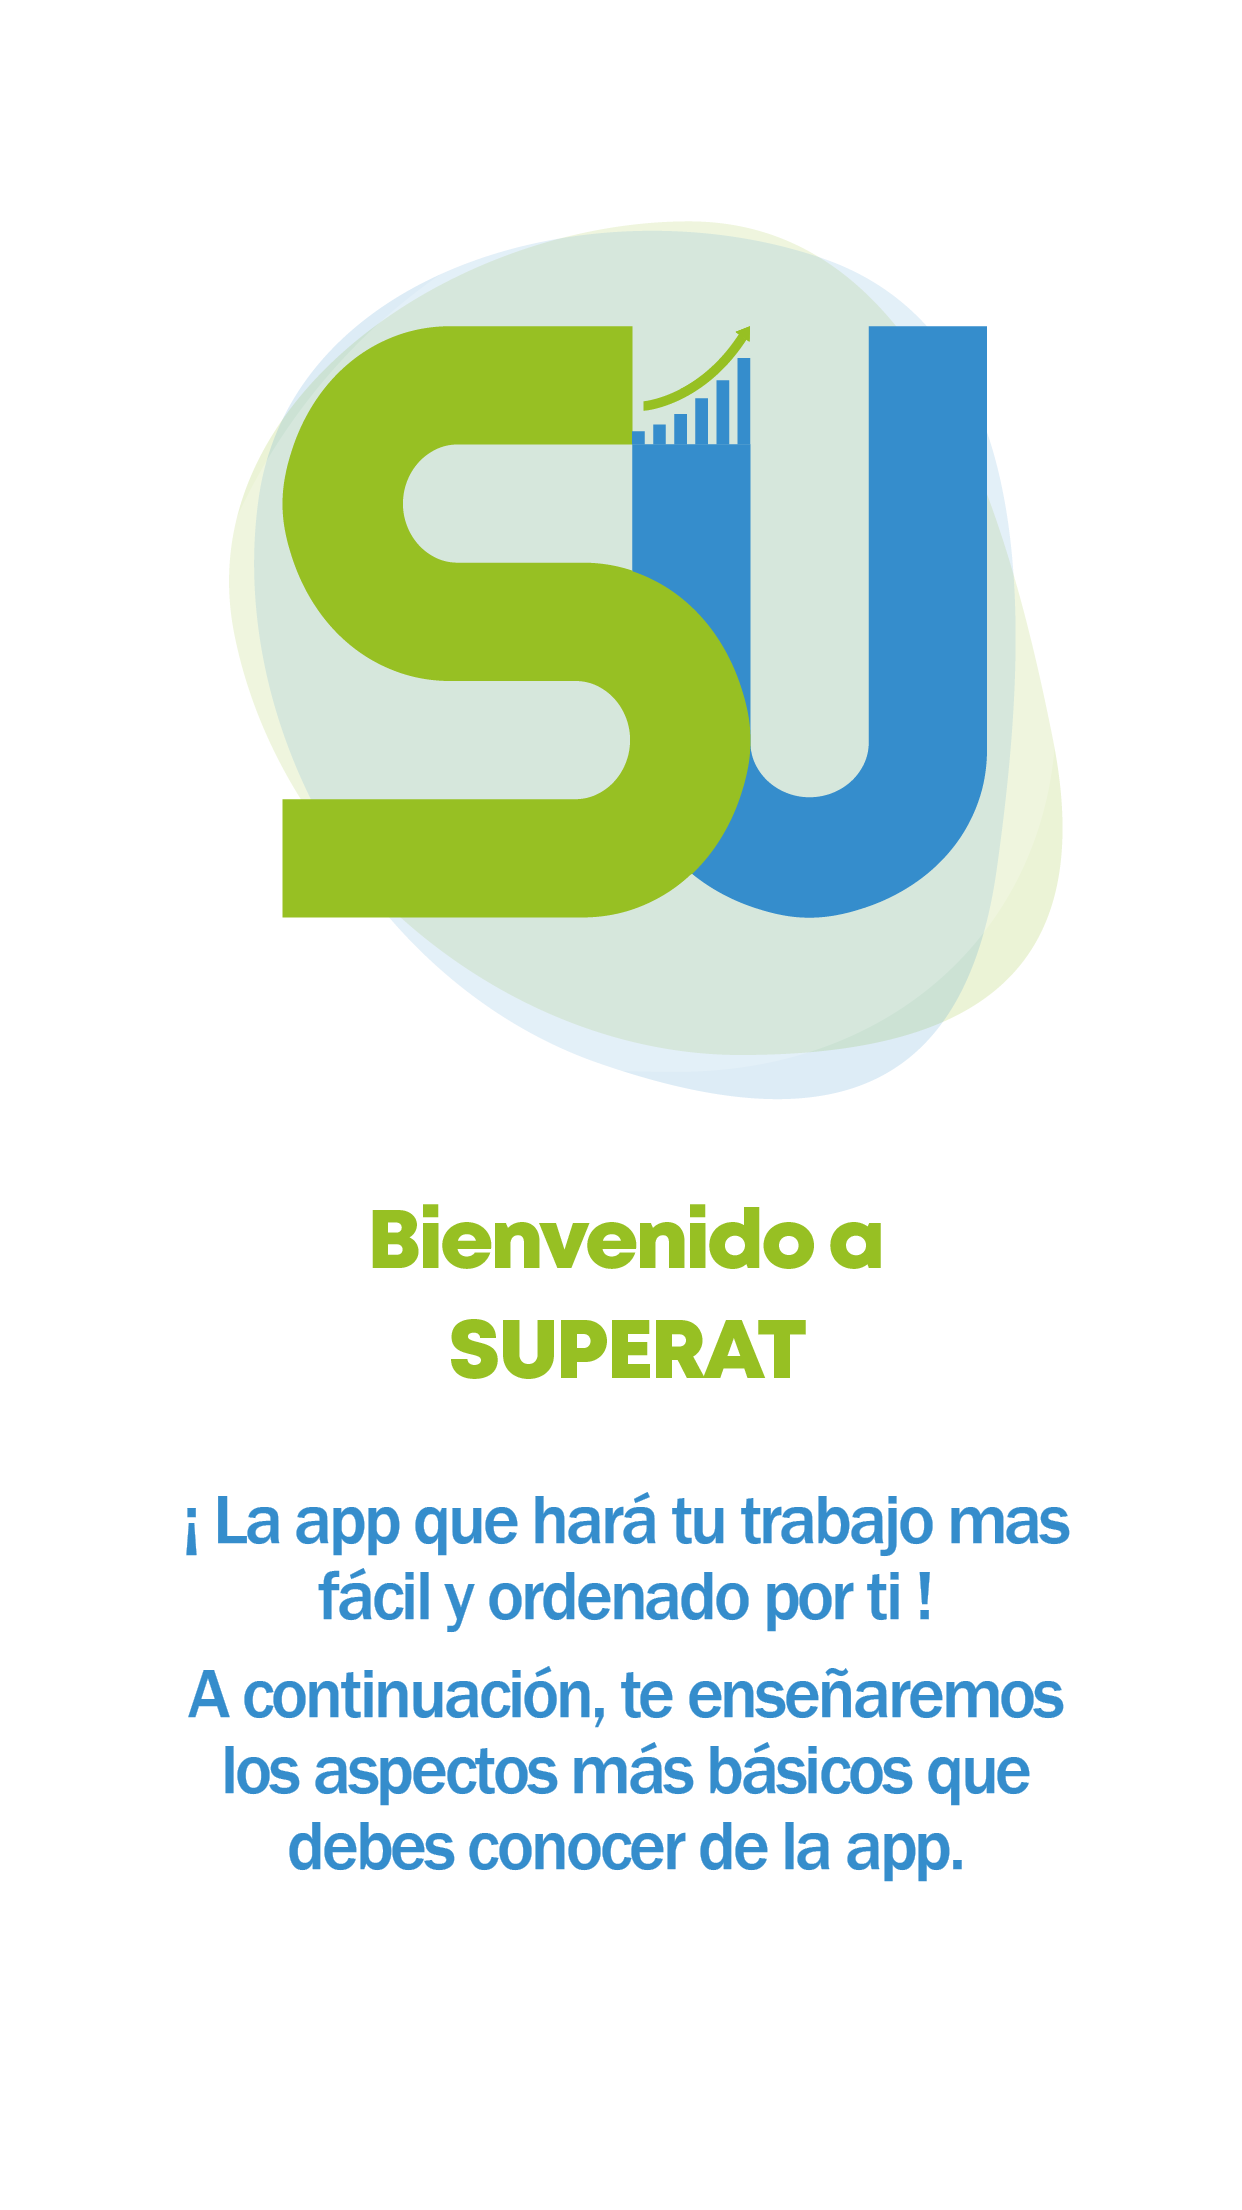 SU
Bienvenido a
SUPERAT
¡ La app que hará tu trabajo mas
fácil y ordenado por ti !
A continuación, te enseñaremos
los aspectos más básicos que
debes conocer de la app.